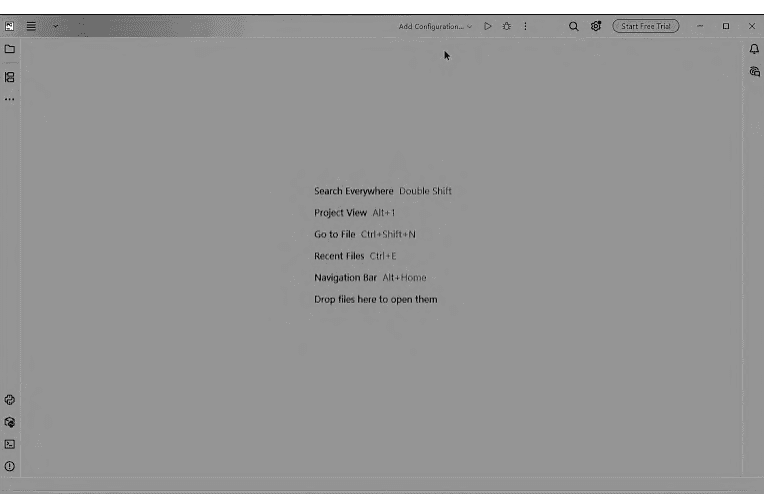 Add Configuration...
Start Free Trial
Search Everywhere Double Shift
Project View Alt+1
Go to File Ctrl+Shift+N
Recent Files Ctrl+E
Navigation Bar Alt+Home
Drop files here to open them